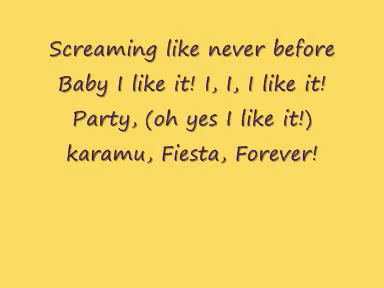 Screaming like never before
Baby I like it! I, I, I like it!
Party, (oh yes I like it!)
karamu, Fiesta, Forever!